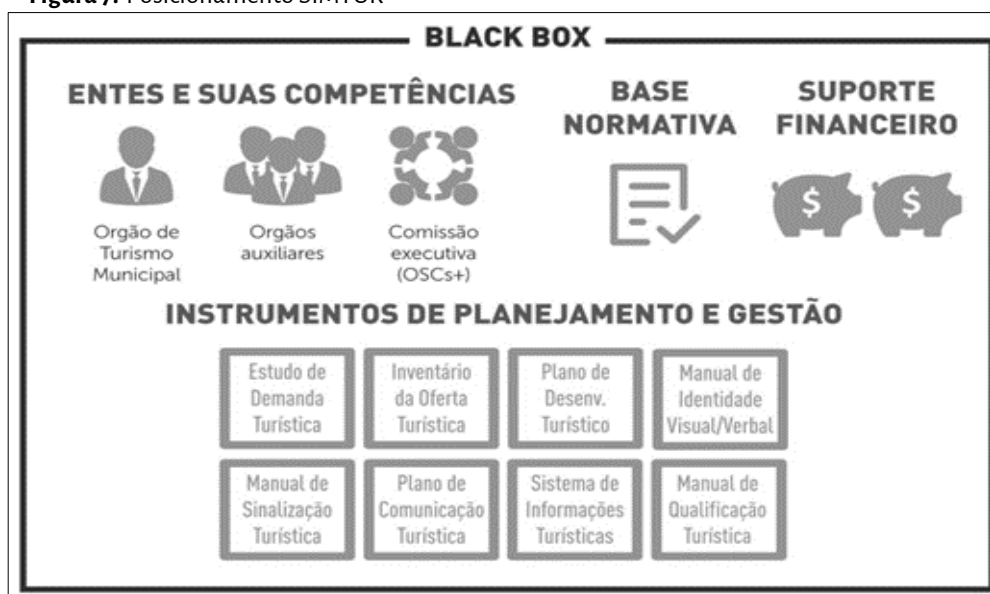 Figura 7. Posicionamento SIMTUR
BLACK BOX
ENTES E SUAS COMPETÊNCIAS
Orgão de
Turismo
Municipal
Orgãos
auxiliares
Comissão
executiva
(OSCs+)
BASE
NORMATIVA
SUPORTE
FINANCEIRO
$ $
INSTRUMENTOS DE PLANEJAMENTO E GESTÃO
Estudo de
Demanda
Turística
Inventário
da Oferta
Turística
Plano de
Desenv.
Turístico
Manual de
Identidade
Visual/Verbal
Manual de
Sinalização
Turística
Plano de
Comunicação
Turística
Sistema de
Informações
Turísticas
Manual de
Qualificação
Turística